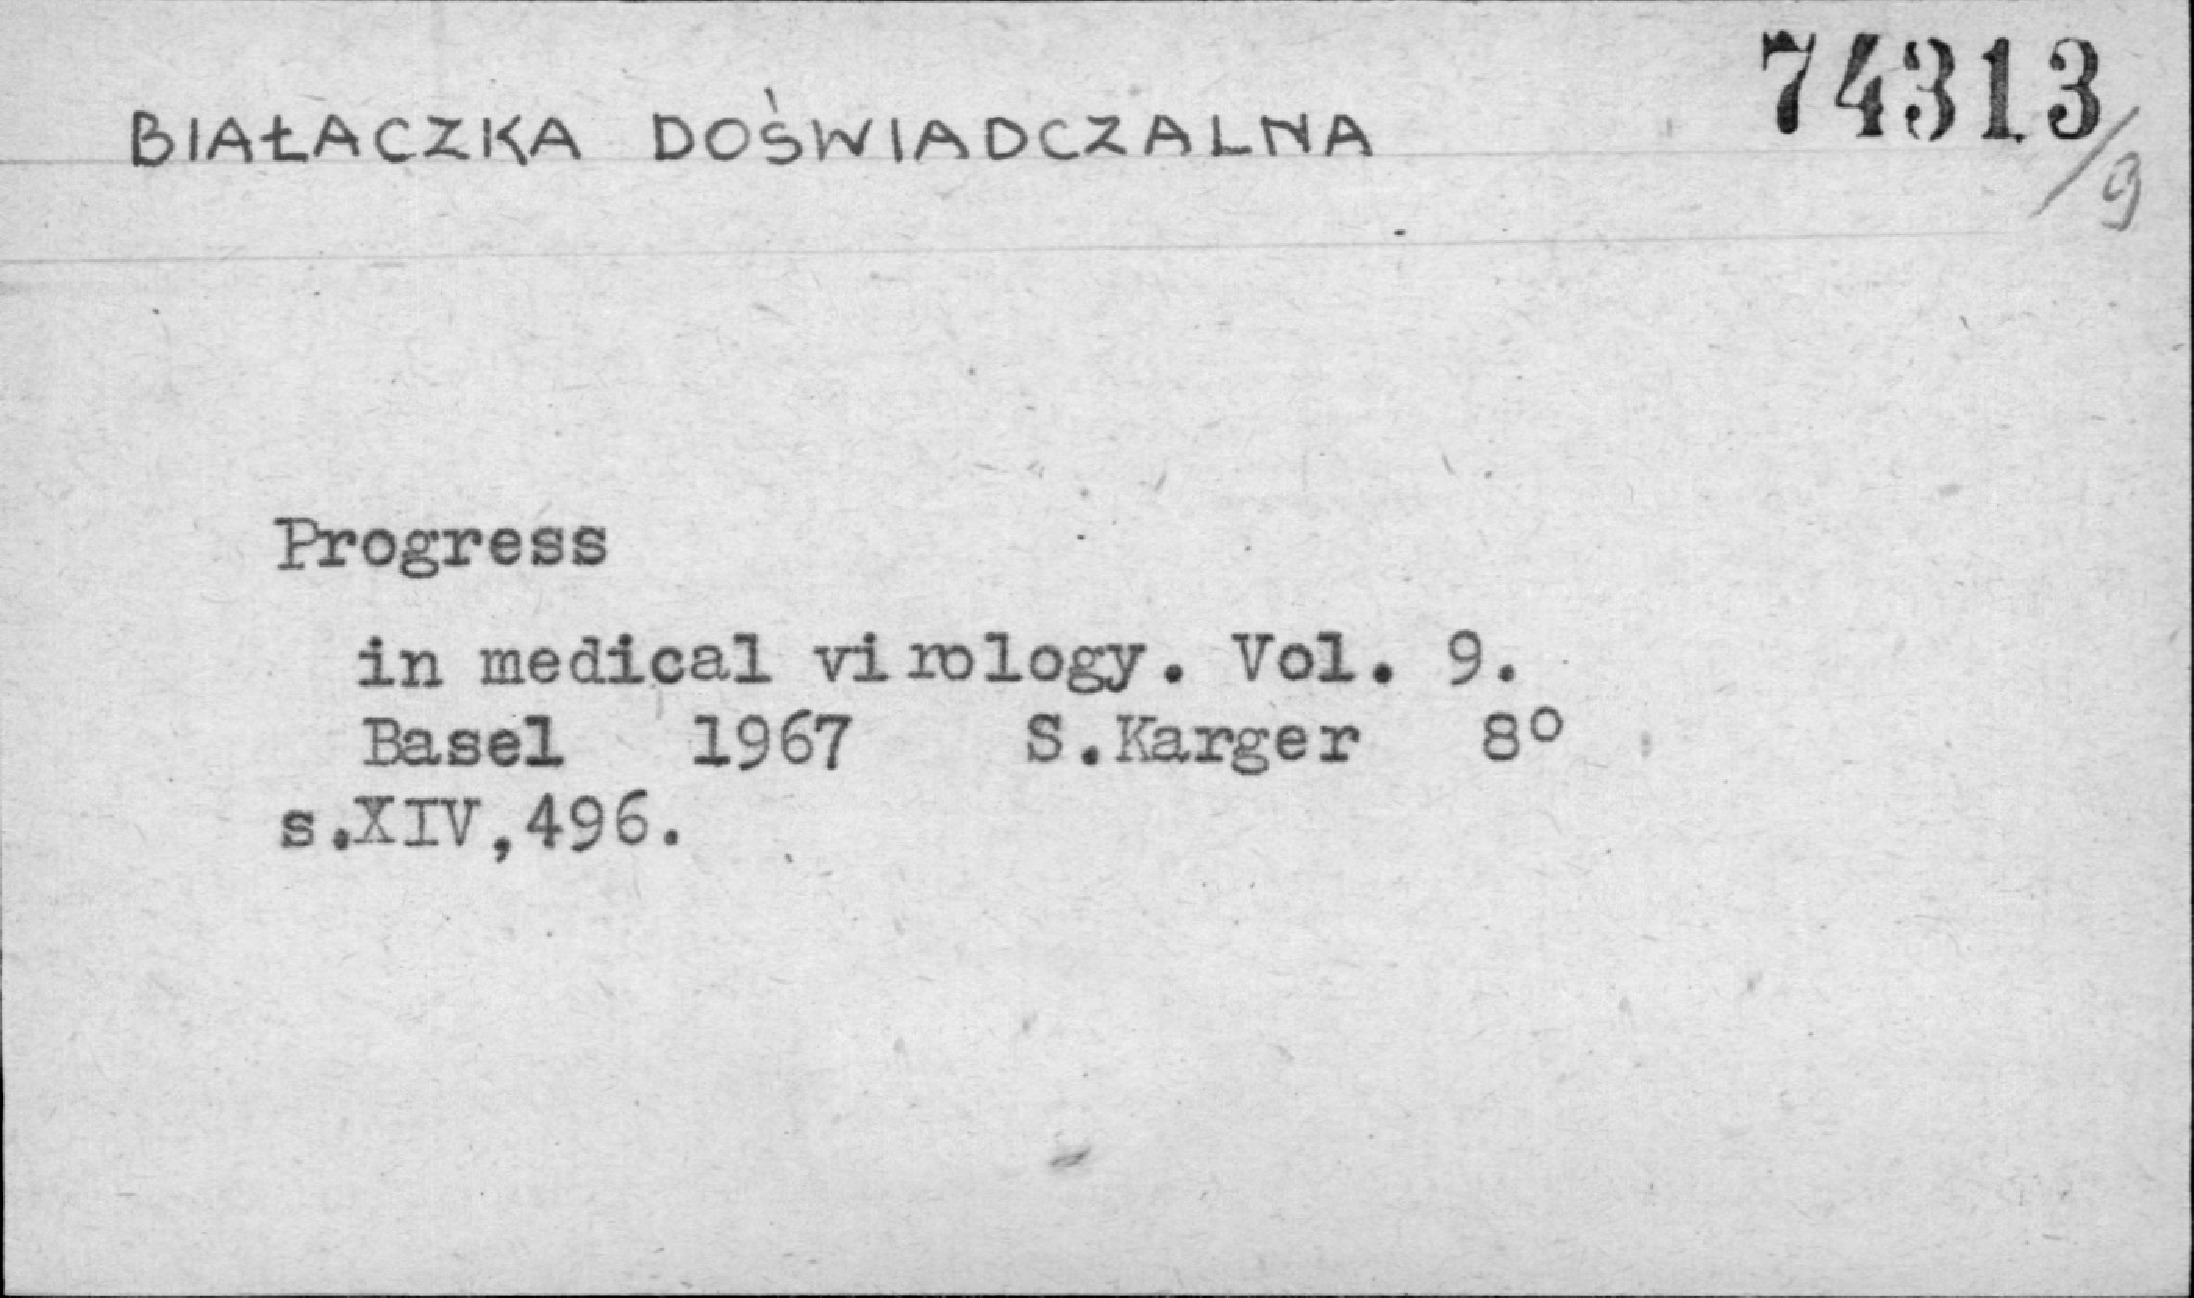 74313/9
BIAŁACZKA DOŚWIADCZALNA
Progress
in medical virology. Vol. 9.
Basel 1967 S.Karger 8°
s.XIV,496.